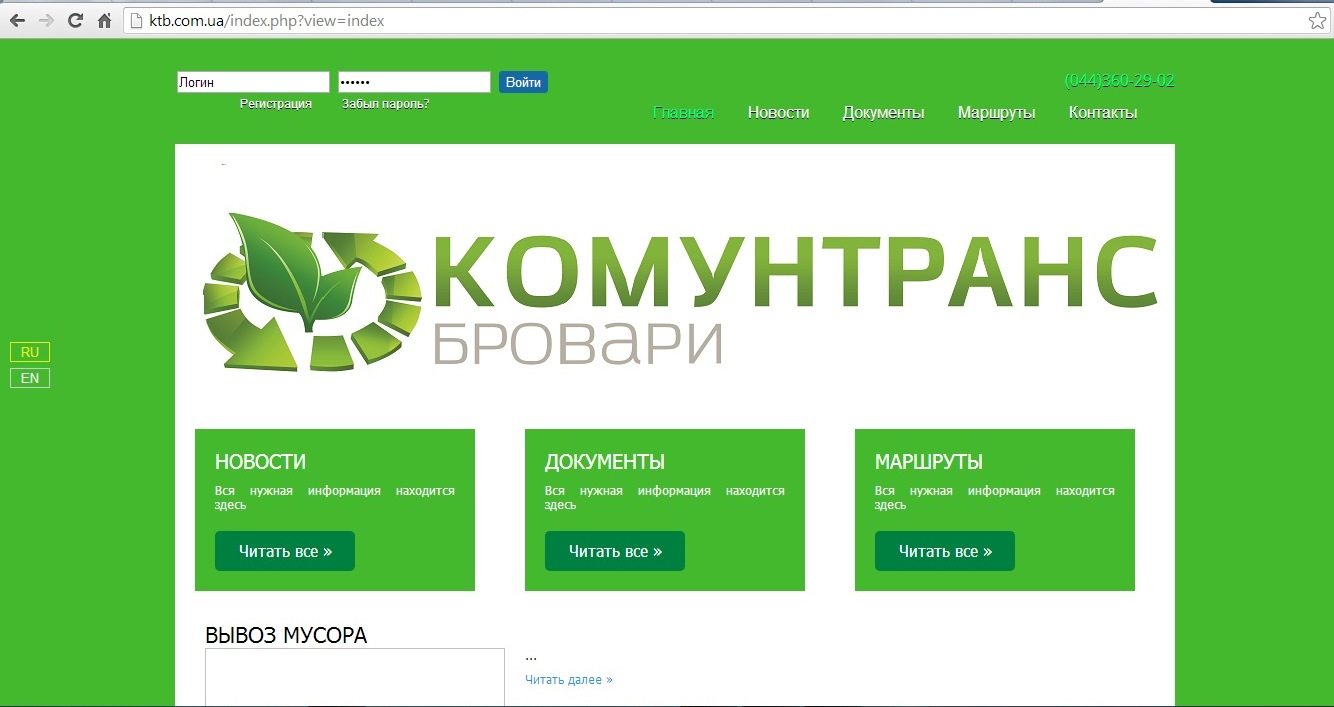 ktb.com.ua/index.php?view=index
Логин •••••• Войти
(044)360-29-02
Регистрация Забыл пароль?
Главная Новости Документы Маршруты Контакты
КОМУНТРАНС
БРОВАРИ
RU
EN
НОВОСТИ
Вся нужная информация находится
здесь
Читать все »
ДОКУМЕНТЫ
Вся нужная информация находится
здесь
Читать все »
МАРШРУТЫ
Вся нужная информация находится
здесь
Читать все »
ВЫВОЗ МУСОРА
...
Читать далее »